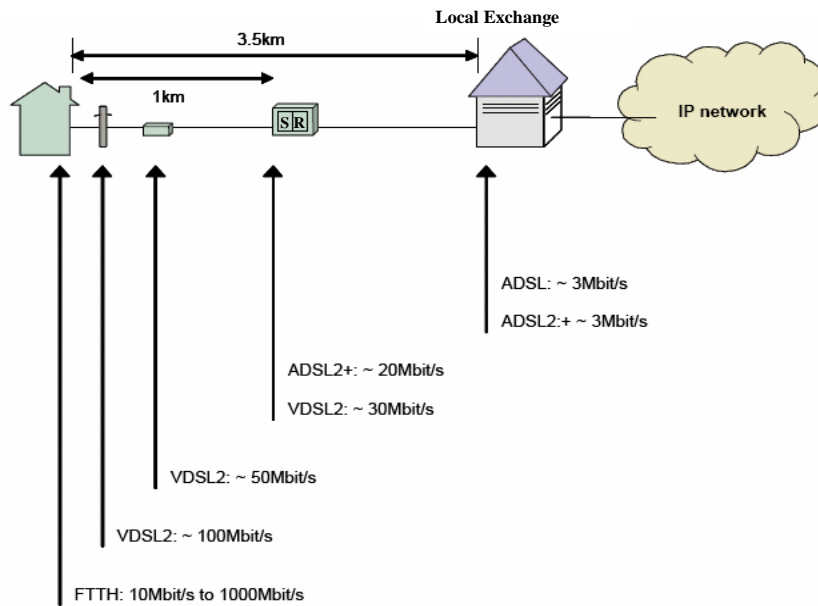 Local Exchange
3.5km
1km
SR
IP network
ADSL: ~ 3Mbit/s
ADSL2:+ ~ 3Mbit/s
ADSL2+: ~ 20Mbit/s
VDSL2: ~ 30Mbit/s
VDSL2: ~ 50Mbit/s
VDSL2: ~ 100Mbit/s
FTTH: 10Mbit/s to 1000Mbit/s